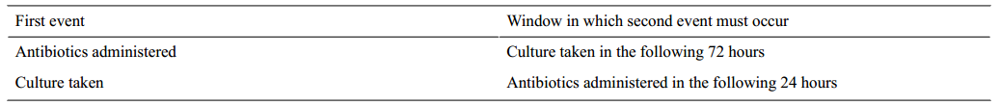 First event Window in which second event must occur
Antibiotics administered Culture taken in the following 72 hours
Culture taken Antibiotics administered in the following 24 hours